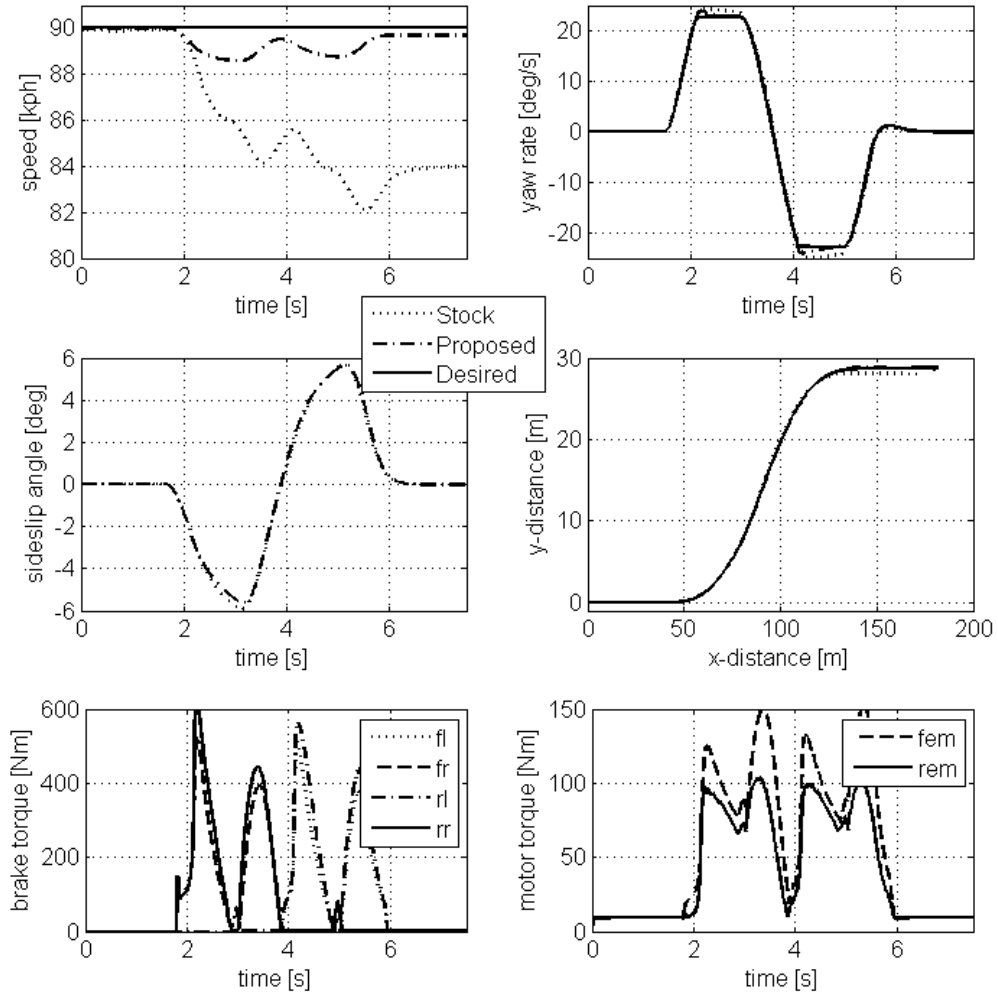 speed [kph]
90
88
86
84
82
80
0
2
4
6
time [s]
yaw rate [deg/s]
20
10
0
-10
-20
0
2
4
6
time [s]
Stock
Proposed
Desired
sideslip angle [deg]
6
4
2
0
-2
-4
-6
0
2
4
6
time [s]
y-distance [m]
30
20
10
0
0
50
100
150
200
x-distance [m]
brake torque [Nm]
600
400
200
0
2
4
6
time [s]
fl
fr
rl
rr
motor torque [Nm]
150
100
50
0
0
2
4
6
time [s]
fem
rem